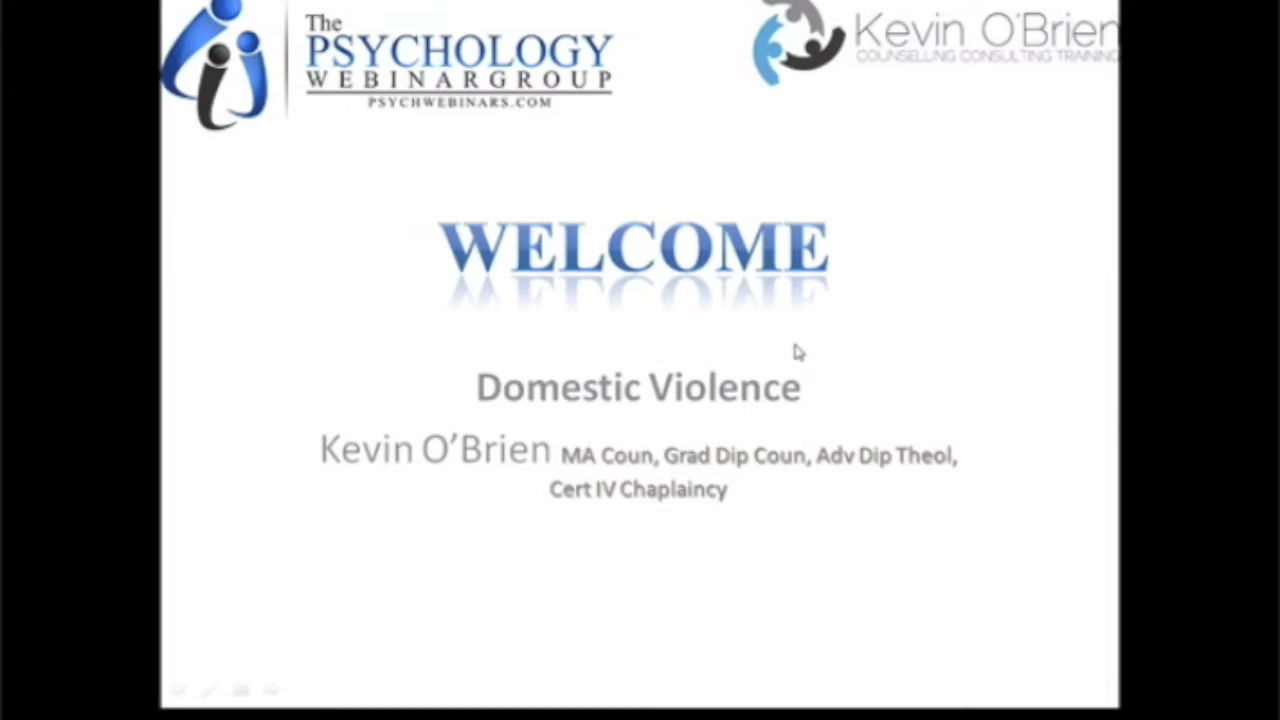 The
PSYCHOLOGY
WEBINARGROUP
PSYCHWEBINARS.COM
Kevin O'Brien
COUNSELLING CONSULTING TRAINING
WELCOME
Domestic Violence
Kevin O’Brien MA Coun, Grad Dip Coun, Adv Dip Theol,
Cert IV Chaplaincy